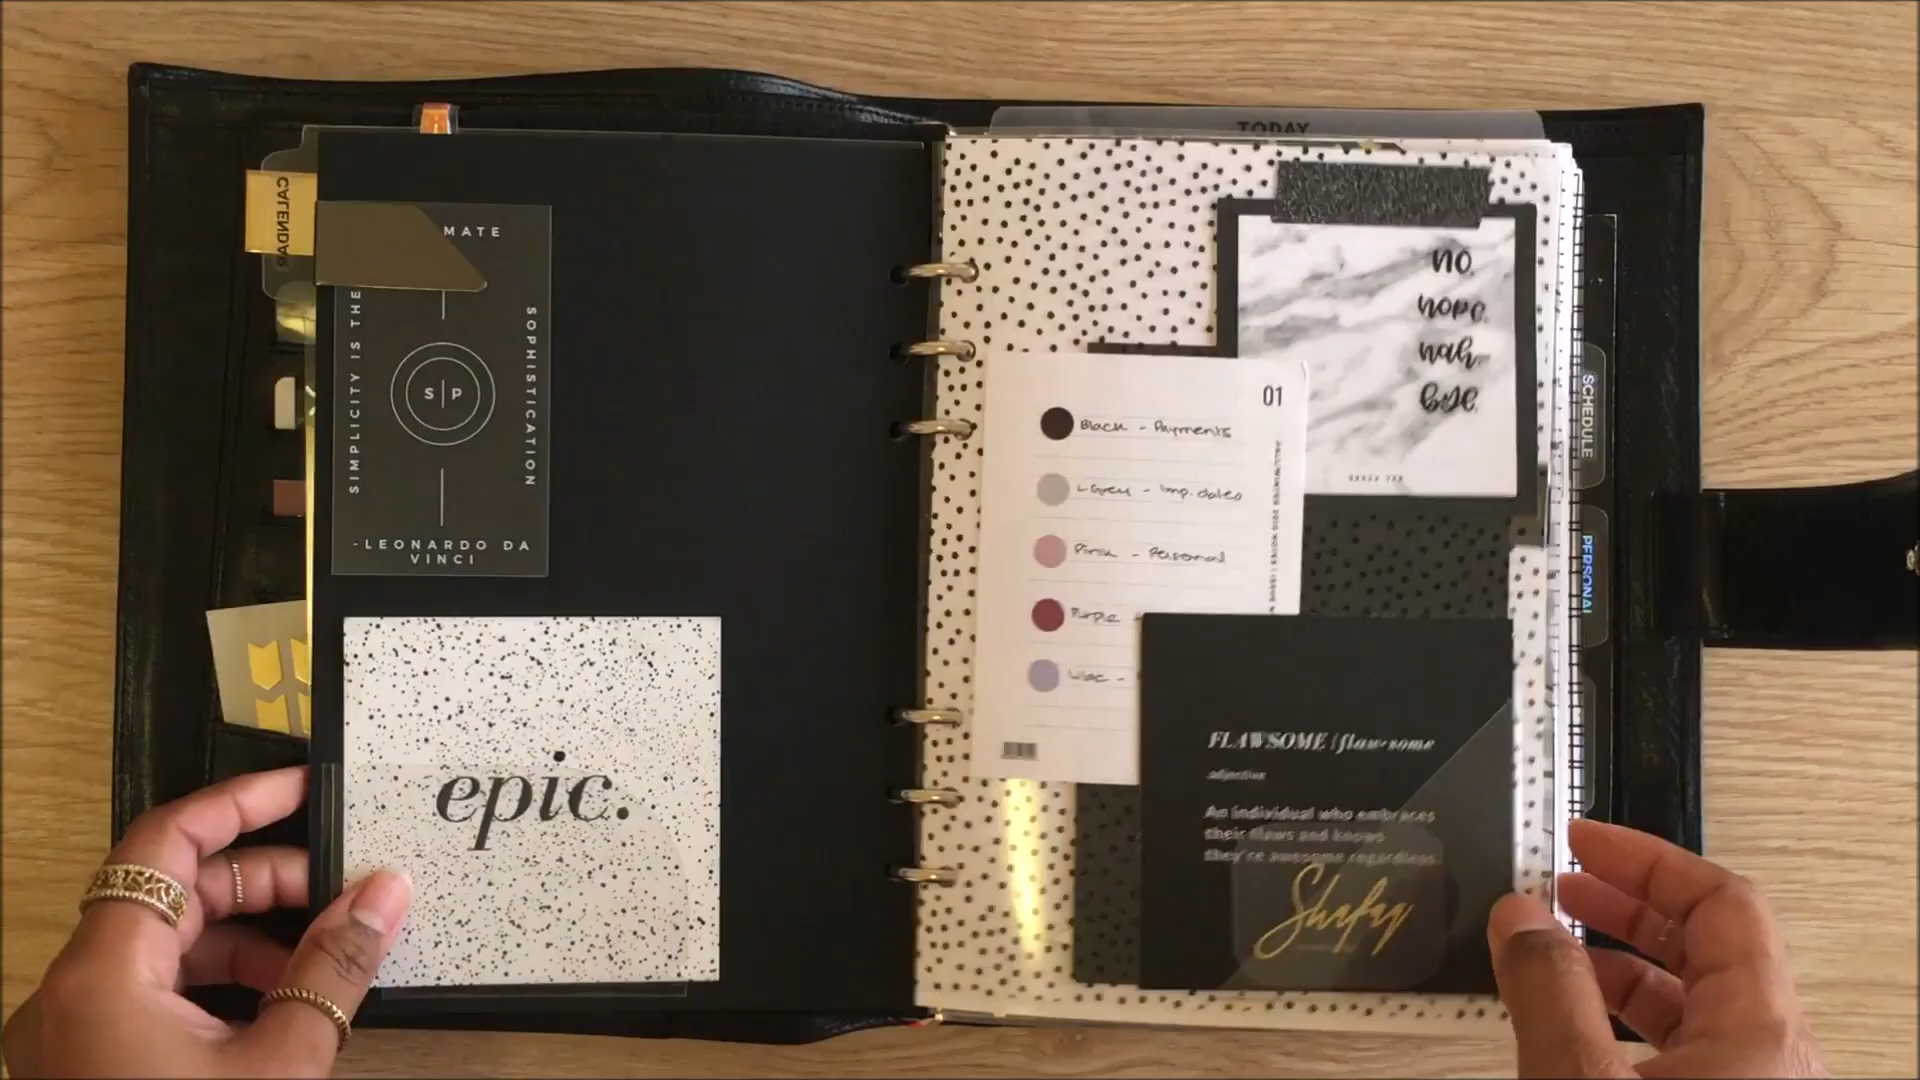 CALENDAR
MATE
SIMPLICITY IS THE
SOPHISTICATION
S|P
-LEONARDO DA
VINCI
epic.
TODAY
no.
nope.
nah.
bye.
01
Black - Payments
L Grey - Imp. dates
Pink - Personal
Purple
Lilac -
FLAWSOME | flaw·some
adjective
An individual who embraces
their flaws and knows
they're awesome regardless.
Shafaq
SCHEDULE
PERSONAL